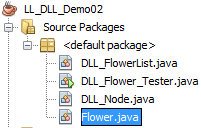 LL_DLL_Demo02
Source Packages
<default package>
DLL_FlowerList.java
DLL_Flower_Tester.java
DLL_Node.java
Flower.java